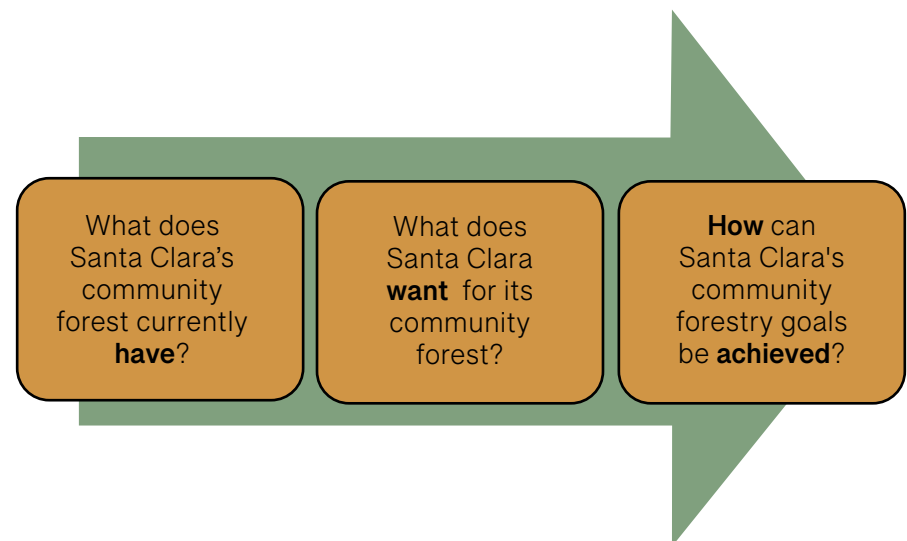 What does
Santa Clara’s
community
forest currently
have?
What does
Santa Clara
want for its
community
forest?
How can
Santa Clara's
community
forestry goals
be achieved?